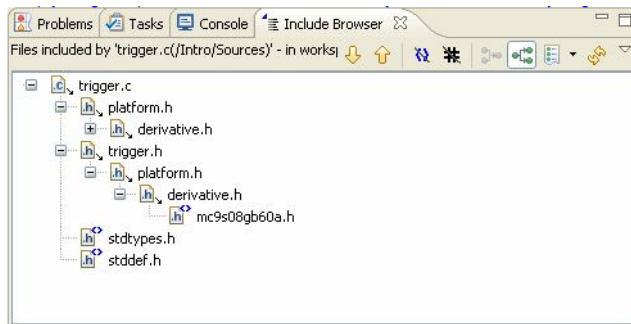 Problems Tasks Console Include Browser
Files included by 'trigger.c(/Intro/Sources)' - in works
.c trigger.c
.h platform.h
.h derivative.h
.h trigger.h
.h platform.h
.h derivative.h
.h mc9s08gb60a.h
.h stdtypes.h
.h stddef.h